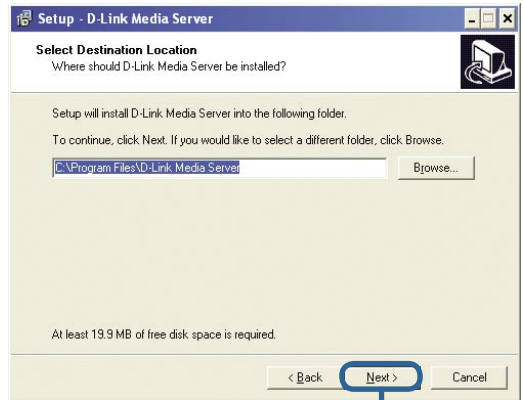 Setup - D-Link Media Server
Select Destination Location
Where should D-Link Media Server be installed?
Setup will install D-Link Media Server into the following folder.
To continue, click Next. If you would like to select a different folder, click Browse.
C:\Program Files\D-Link Media Server
Browse...
At least 19.9 MB of free disk space is required.
< Back
Next >
Cancel